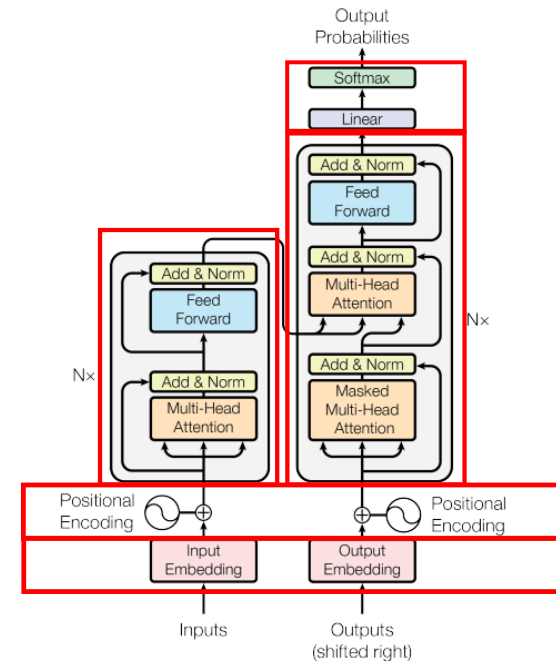 Output
Probabilities
Softmax
Linear
Add & Norm
Feed
Forward
Add & Norm
Multi-Head
Attention
Add & Norm
Masked
Multi-Head
Attention
Nx
Add & Norm
Feed
Forward
Add & Norm
Multi-Head
Attention
Nx
Positional
Encoding
Positional
Encoding
Input
Embedding
Output
Embedding
Inputs
Outputs
(shifted right)